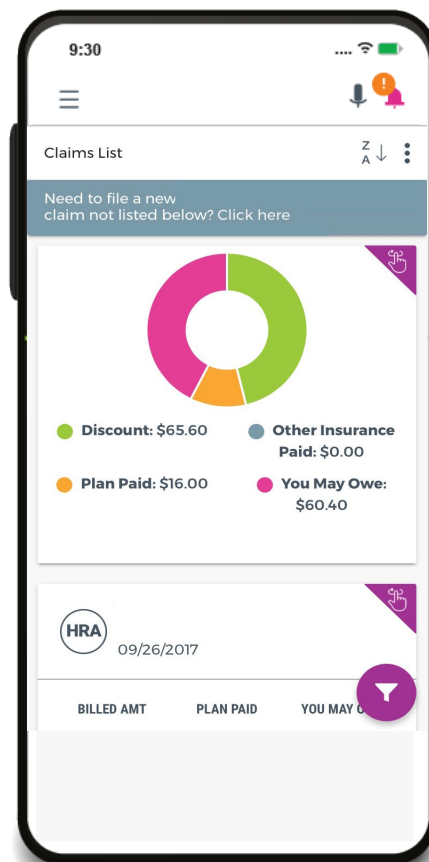 9:30
!
Claims List
Z
A
Need to file a new
claim not listed below? Click here
Discount: $65.60
Other Insurance
Paid: $0.00
Plan Paid: $16.00
You May Owe:
$60.40
HRA
09/26/2017
BILLED AMT PLAN PAID YOU MAY